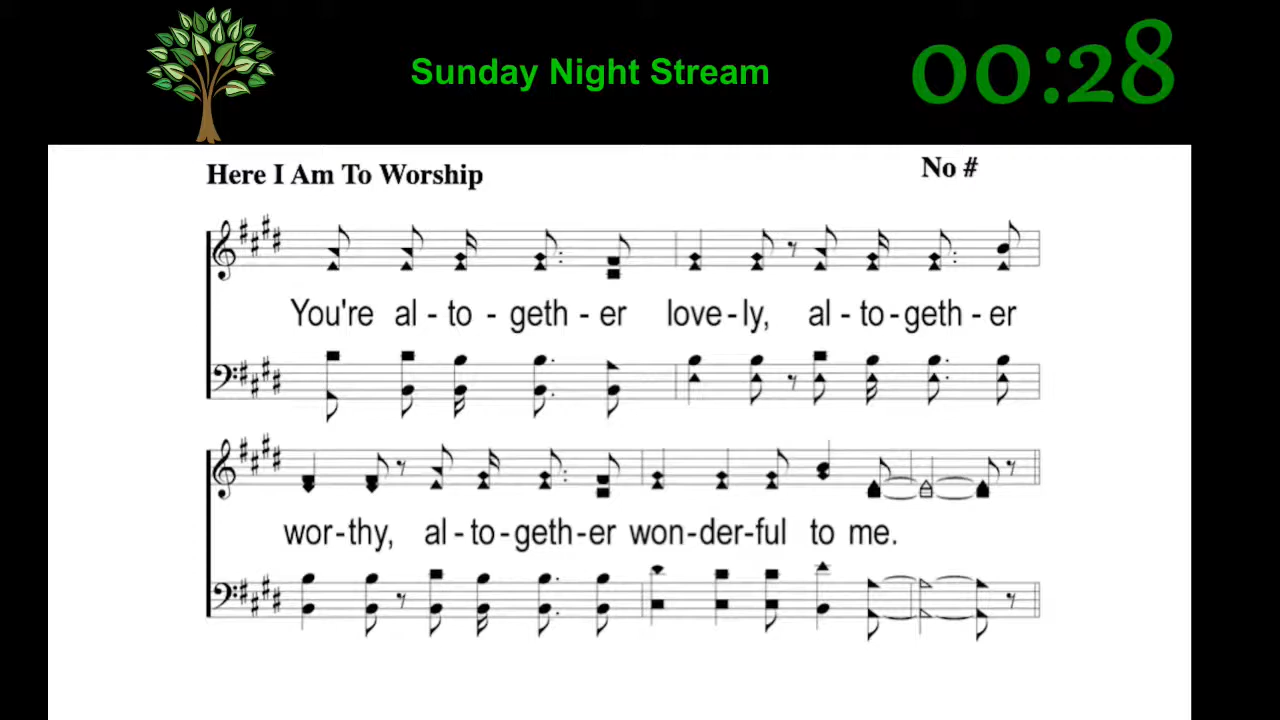 Sunday Night Stream
00:28
Here I Am To Worship
No #
You're al - to - geth - er love - ly, al - to - geth - er
wor - thy, al - to - geth - er won - der - ful to me.